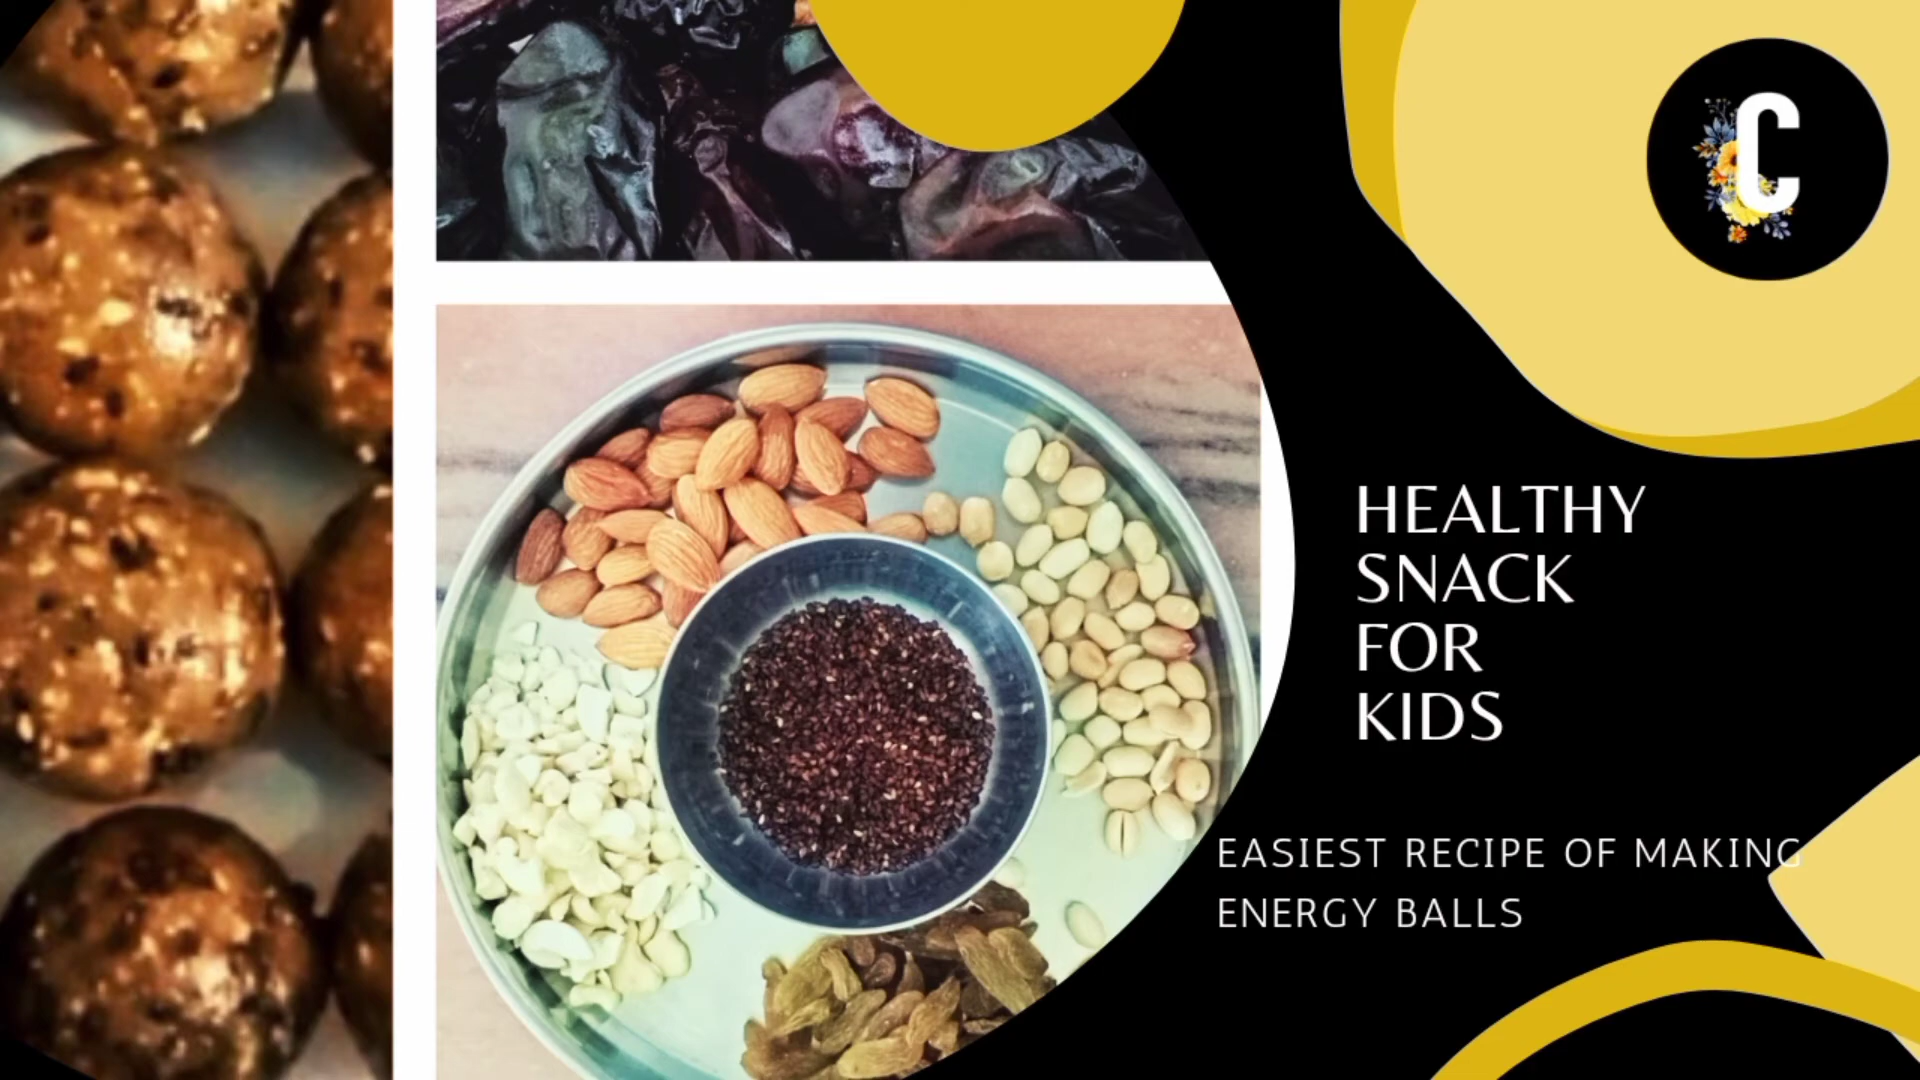 C
HEALTHY
SNACK
FOR
KIDS
EASIEST RECIPE OF MAKING
ENERGY BALLS